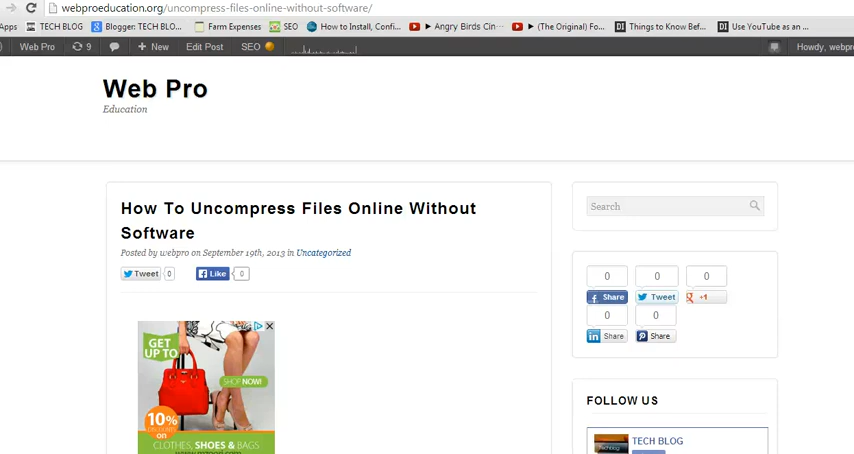 webproeducation.org/uncompress-files-online-without-software/
Apps TECH BLOG Blogger: TECH BLO... Farm Expenses SEO How to Install, Confi... ► Angry Birds Cin... ► (The Original) Fo... DI Things to Know Bef... DI Use YouTube as an ...
Web Pro 9 + New Edit Post SEO Howdy, webpro
Web Pro
Education
How To Uncompress Files Online Without
Software
Posted by webpro on September 19th, 2013 in Uncategorized
Tweet 0 Like 0
Search
0 0 0
Share Tweet +1
0 0
Share Share
GET
UP TO
SHOP NOW!
10%
DISCOUNTS
on
CLOTHES, SHOES & BAGS
FOLLOW US
TECH BLOG